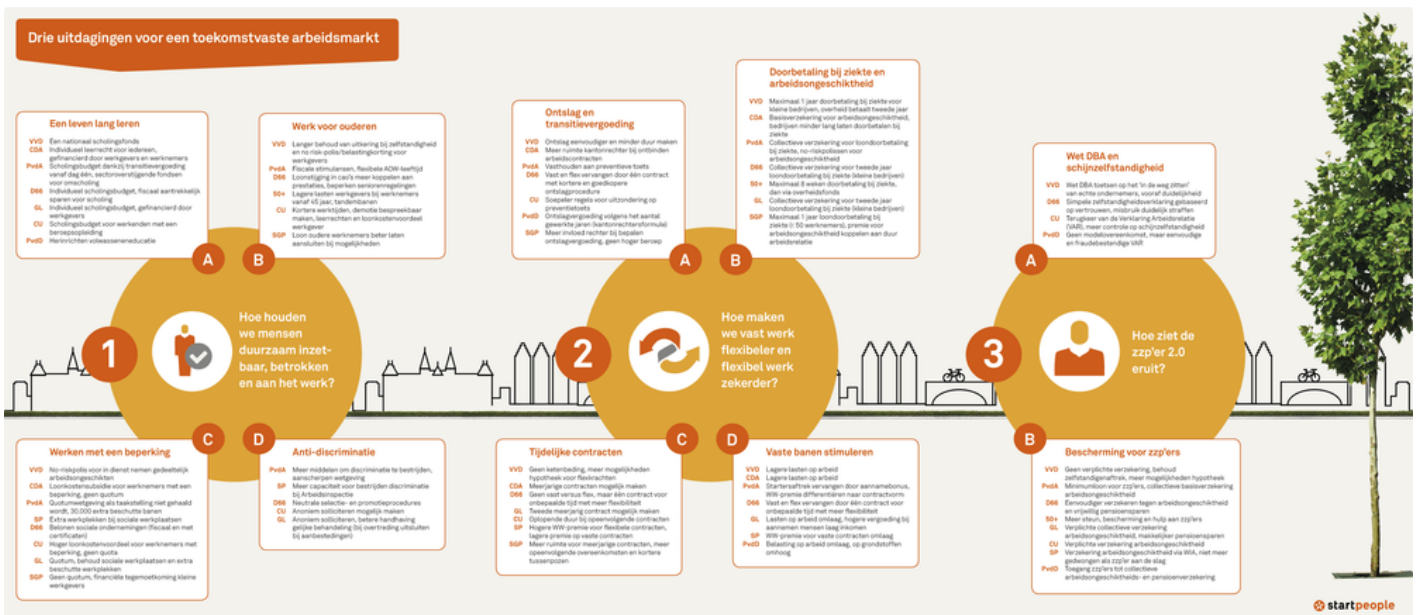 Drie uitdagingen voor een toekomstvaste arbeidsmarkt
Een leven lang leren
VVD Een nationaal scholingsfonds
CDA Individueel leerrecht voor iedereen,
gefinancierd door werkgevers en werknemers
PvdA Scholingsbudget dankzij transitievergoeding
vanaf dag één, sectoroverstijgende fondsen
voor omscholing
D66 Individueel scholingsbudget, fiscaal aantrekkelijk
sparen voor scholing
GL Individueel scholingsbudget, gefinancierd door
werkgevers
CU Scholingsbudget voor werkenden met een
beroepsopleiding
PvdD Herinrichten volwasseneneducatie
A
Werk voor ouderen
VVD Langer behoud van uitkering bij zelfstandigheid
en no risk-polis/belastingkorting voor
werkgevers
PvdA Fiscale stimulansen, flexibele AOW-leeftijd
D66 Loonstijging in cao's meer koppelen aan
prestaties, beperken seniorenregelingen
50+ Lagere lasten werkgevers bij werknemers
vanaf 45 jaar, tandembanen
CU Kortere werktijden, demotie bespreekbaar
maken, leerrechten en loonkostenvoordeel
werkgever
SGP Loon oudere werknemers beter laten
aansluiten bij mogelijkheden
B
1
Hoe houden
we mensen
duurzaam inzet-
baar, betrokken
en aan het werk?
C
Werken met een beperking
VVD No-riskpolis voor in dienst nemen gedeeltelijk
arbeidsgeschikten
CDA Loonkostensubsidie voor werknemers met een
beperking, geen quotum
PvdA Quotumwetgeving als taakstelling niet gehaald
wordt, 30.000 extra beschutte banen
SP Extra werkplekken bij sociale werkplaatsen
D66 Belonen sociale ondernemingen (fiscaal en met
certificaten)
CU Hoger loonkostenvoordeel voor werknemers met
beperking, geen quota
GL Quotum, behoud sociale werkplaatsen en extra
beschutte werkplekken
SGP Geen quotum, financiële tegemoetkoming kleine
werkgevers
D
Anti-discriminatie
PvdA Meer middelen om discriminatie te bestrijden,
aanscherpen wetgeving
SP Meer capaciteit voor bestrijden discriminatie
bij Arbeidsinspectie
D66 Neutrale selectie- en promotieprocedures
CU Anoniem solliciteren mogelijk maken
GL Anoniem solliciteren, betere handhaving
gelijke behandeling (bij overtreding uitsluiten
bij aanbestedingen)
Ontslag en
transitievergoeding
VVD Ontslag eenvoudiger en minder duur maken
CDA Meer ruimte kantonrechter bij ontbinden
arbeidscontracten
PvdA Vasthouden aan preventieve toets
D66 Vast en flex vervangen door één contract
met kortere en goedkopere
ontslagprocedure
CU Soepeler regels voor uitzondering op
preventietoets
PvdD Ontslagvergoeding volgens het aantal
gewerkte jaren (kantonrechtersformule)
SGP Meer invloed rechter bij bepalen
ontslagvergoeding, geen hoger beroep
A
Doorbetaling bij ziekte en
arbeidsongeschiktheid
VVD Maximaal 1 jaar doorbetaling bij ziekte voor
kleine bedrijven, overheid betaalt tweede jaar
CDA Basisverzekering voor arbeidsongeschiktheid,
bedrijven minder lang laten doorbetalen bij
ziekte
PvdA Collectieve verzekering voor loondoorbetaling
bij ziekte, no-riskpolissen voor
arbeidsongeschiktheid
D66 Collectieve verzekering voor tweede jaar
loondoorbetaling bij ziekte (kleine bedrijven)
50+ Maximaal 8 weken doorbetaling bij ziekte,
dan via overheidsfonds
GL Collectieve verzekering voor tweede jaar
loondoorbetaling bij ziekte (kleine bedrijven)
SGP Maximaal 1 jaar loondoorbetaling bij
ziekte (< 50 werknemers), premie voor
arbeidsongeschiktheid koppelen aan duur
arbeidsrelatie
B
2
Hoe maken
we vast werk
flexibeler en
flexibel werk
zekerder?
C
Tijdelijke contracten
VVD Geen ketenbeding, meer mogelijkheden
hypotheek voor flexkrachten
CDA Meerjarige contracten mogelijk maken
D66 Geen vast versus flex, maar één contract voor
onbepaalde tijd met meer flexibiliteit
GL Tweede meerjarig contract mogelijk maken
CU Oplopende duur bij opeenvolgende contracten
SP Hogere WW-premie voor flexibele contracten,
lagere premie op vaste contracten
SGP Meer ruimte voor meerjarige contracten, meer
opeenvolgende overeenkomsten en kortere
tussenpozen
D
Vaste banen stimuleren
VVD Lagere lasten op arbeid
CDA Lagere lasten op arbeid
PvdA Startersaftrek vervangen door aannamebonus,
WW-premie differentiëren naar contractvorm
D66 Vast en flex vervangen door één contract voor
onbepaalde tijd met meer flexibiliteit
GL Lasten op arbeid omlaag, hogere vergoeding bij
aannemen mensen laag inkomen
SP WW-premie voor vaste contracten omlaag
PvdD Belasting op arbeid omlaag, op grondstoffen
omhoog
Wet DBA en
schijnzelfstandigheid
VVD Wet DBA toetsen op het 'in de weg zitten'
van echte ondernemers, vooraf duidelijkheid
D66 Simpele zelfstandigheidsverklaring gebaseerd
op vertrouwen, misbruik duidelijk straffen
CU Terugkeer van de Verklaring Arbeidsrelatie
(VAR), meer controle op schijnzelfstandigheid
PvdD Geen modelovereenkomst, maar eenvoudige
en fraudebestendige VAR
A
3
Hoe ziet de
zzp'er 2.0
eruit?
B
Bescherming voor zzp'ers
VVD Geen verplichte verzekering, behoud
zelfstandigenaftrek, meer mogelijkheden hypotheek
PvdA Minimumloon voor zzp'ers, collectieve basisverzekering
arbeidsongeschiktheid
D66 Eenvoudiger verzekeren tegen arbeidsongeschiktheid
en vrijwillig pensioensparen
50+ Meer steun, bescherming en hulp aan zzp'ers
GL Verplichte collectieve verzekering
arbeidsongeschiktheid, makkelijker pensioensparen
CU Verplichte verzekering arbeidsongeschiktheid
SP Verzekering arbeidsongeschiktheid via WIA, niet meer
gedwongen als zzp'er aan de slag
PvdD Toegang zzp'ers tot collectieve
arbeidsongeschiktheids- en pensioenverzekering
startpeople